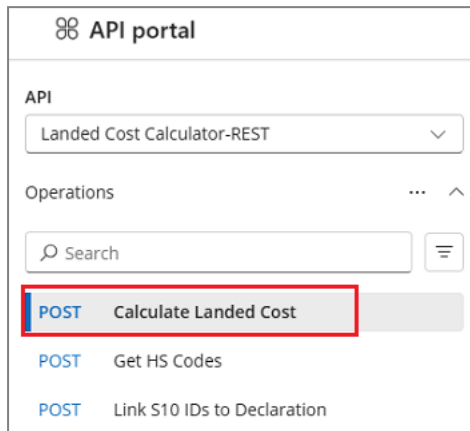 API portal
API
Landed Cost Calculator-REST
Operations ...
Search
POST Calculate Landed Cost
POST Get HS Codes
POST Link S10 IDs to Declaration